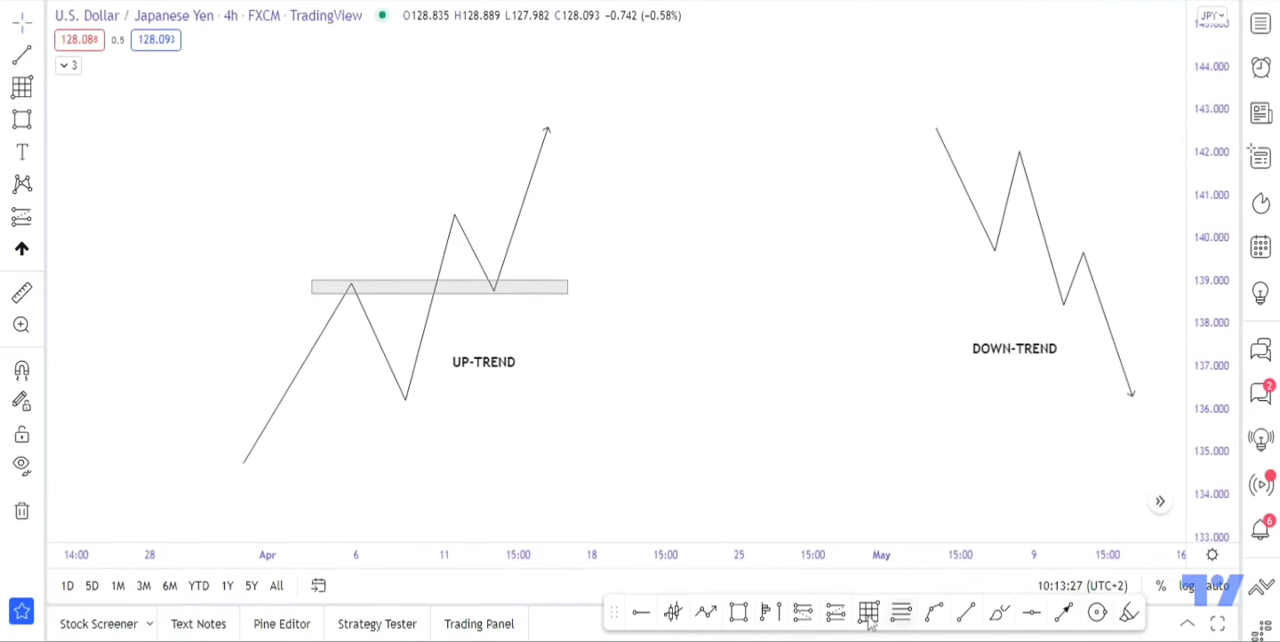 U.S. Dollar / Japanese Yen · 4h · FXCM · TradingView O128.835 H128.889 L127.982 C128.093 −0.742 (−0.58%)
JPY
128.088 0.5 128.093
3
144.000
143.000
142.000
141.000
140.000
139.000
138.000
137.000
136.000
135.000
134.000
133.000
UP-TREND
DOWN-TREND
14:00 28 Apr 6 11 15:00 18 15:00 25 15:00 May 15:00 9 15:00 16
1D 5D 1M 3M 6M YTD 1Y 5Y All 10:13:27 (UTC+2) % log auto
Stock Screener Text Notes Pine Editor Strategy Tester Trading Panel
2
6